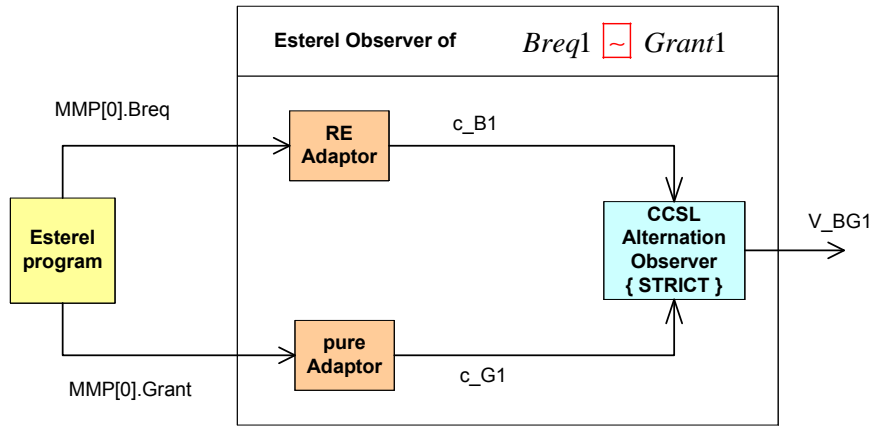 Esterel Observer of Breq1 ~ Grant1
MMP[0].Breq
RE
Adaptor
c_B1
Esterel
program
CCSL
Alternation
Observer
{ STRICT }
V_BG1
pure
Adaptor
c_G1
MMP[0].Grant